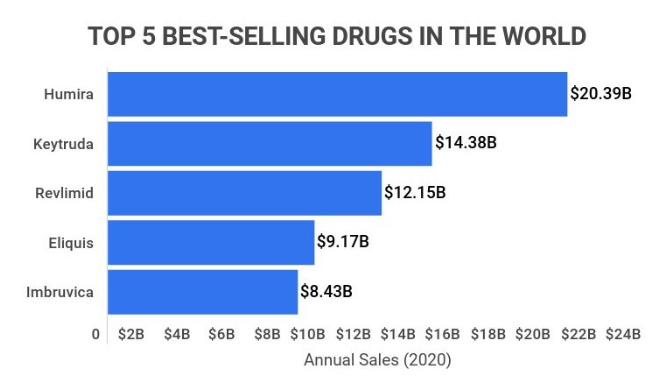 TOP 5 BEST-SELLING DRUGS IN THE WORLD
Humira $20.39B
Keytruda $14.38B
Revlimid $12.15B
Eliquis $9.17B
Imbruvica $8.43B
0 $2B $4B $6B $8B $10B $12B $14B $16B $18B $20B $22B $24B
Annual Sales (2020)